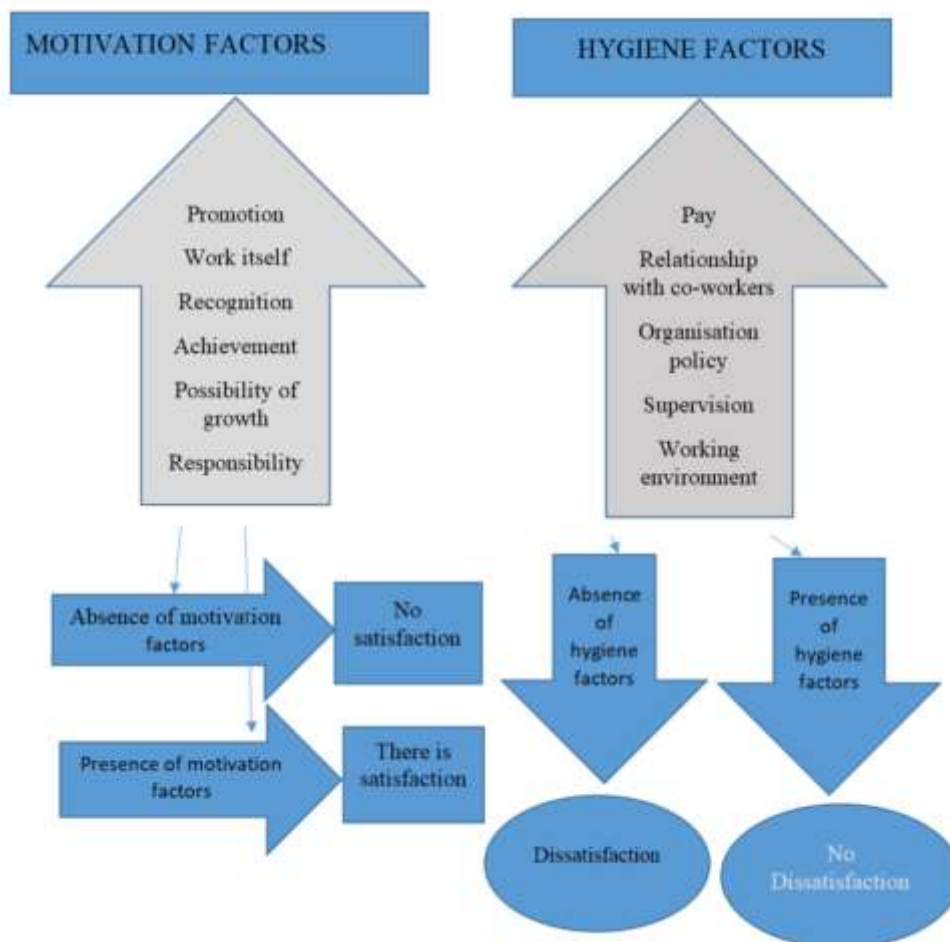 MOTIVATION FACTORS
Promotion
Work itself
Recognition
Achievement
Possibility of
growth
Responsibility
Absence of motivation
factors
No
satisfaction
Presence of motivation
factors
There is
satisfaction
HYGIENE FACTORS
Pay
Relationship
with co-workers
Organisation
policy
Supervision
Working
environment
Absence
of
hygiene
factors
Dissatisfaction
Presence
of
hygiene
factors
No
Dissatisfaction